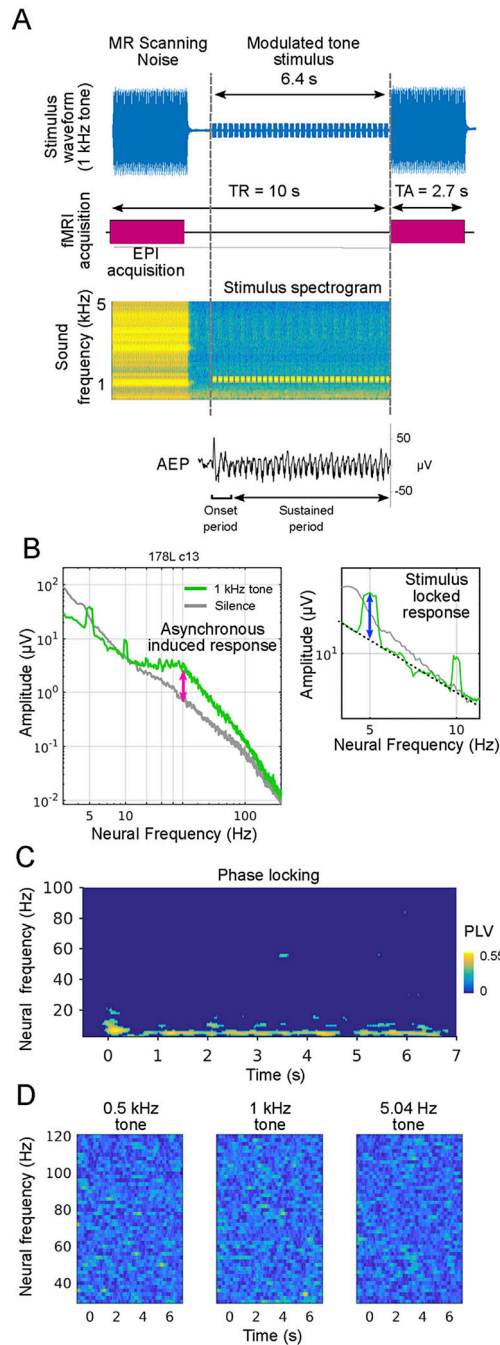 A
MR Scanning
Noise
Modulated tone
stimulus
6.4 s
Stimulus
waveform
(1 kHz tone)
TR = 10 s
TA = 2.7 s
fMRI
acquisition
EPI
acquisition
Stimulus spectrogram
Sound
frequency (kHz)
5
1
AEP
50
µV
-50
Onset
period
Sustained
period
B
178L c13
1 kHz tone
Silence
Asynchronous
induced response
Amplitude (µV)
10²
10¹
10⁰
10⁻¹
10⁻²
5
10
100
Neural Frequency (Hz)
Stimulus
locked
response
Amplitude (µV)
10¹
5
10
Neural Frequency (Hz)
C
Phase locking
Neural frequency (Hz)
100
80
60
40
20
0
1
2
3
4
5
6
7
Time (s)
PLV
0.55
0
D
0.5 kHz
tone
1 kHz
tone
5.04 Hz
tone
Neural frequency (Hz)
120
100
80
60
40
0 2 4 6
0 2 4 6
0 2 4 6
Time (s)